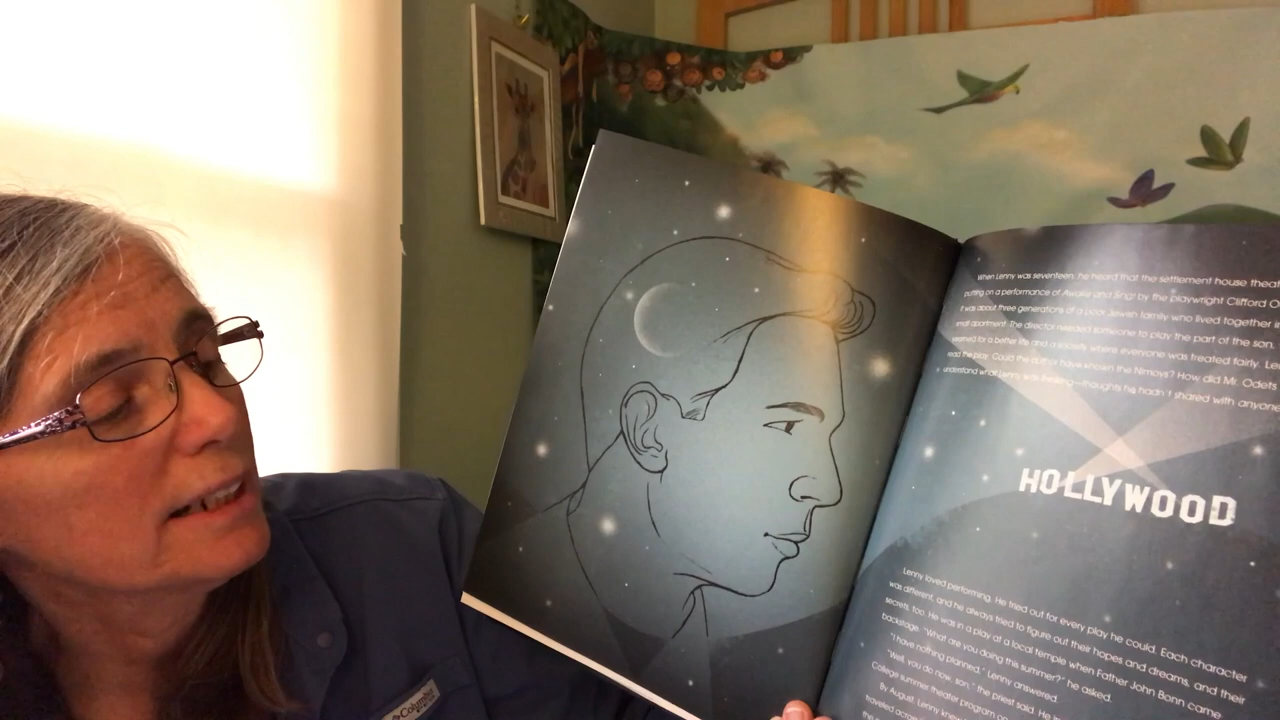 When Lenny was seventeen, he heard that the settlement house theat
putting on a performance of Awake and Sing! by the playwright Clifford O
It was about three generations of a poor Jewish family who lived together i
small apartment. The director needed someone to play the part of the son.
yearned for a better life and a society where everyone was treated fairly. Le
read the play. Could the author have known the Nimoys? How did Mr. Odets
understand what Lenny was thinking—thoughts he hadn't shared with anyone
HOLLYWOOD
Lenny loved performing. He tried out for every play he could. Each character
was different, and he always tried to figure out their hopes and dreams, and their
secrets, too. He was in a play at a local temple when Father John Bonn came
backstage. "What are you doing this summer?" he asked.
"I have nothing planned," Lenny answered.
"Well, you do now, son," the priest said. He in
College summer theater program on
By August, Lenny knew
travelled across
Columbia